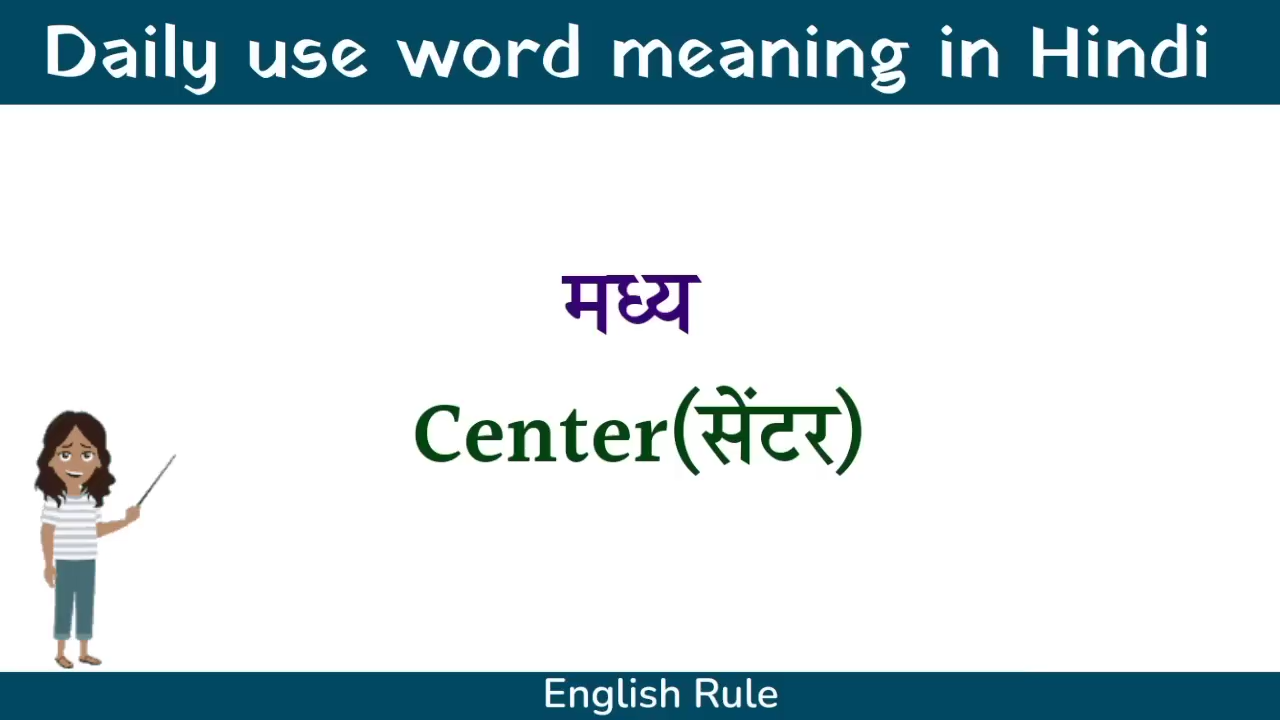 Daily use word meaning in Hindi
मध्य
Center(सेंटर)
English Rule